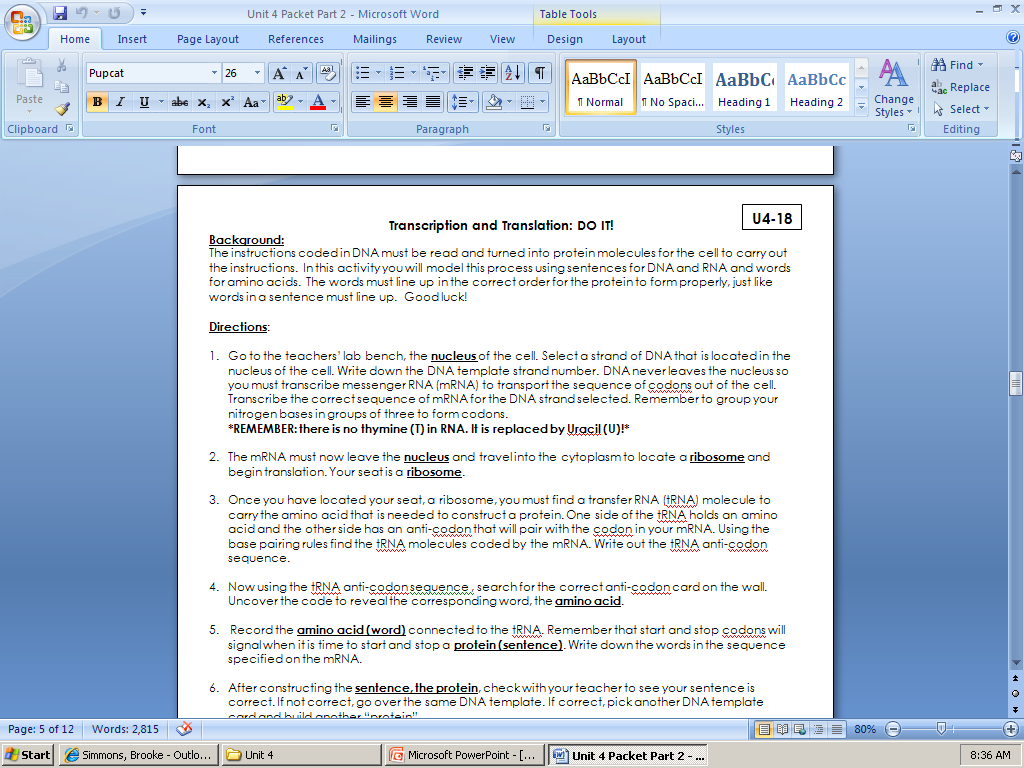 Unit 4 Packet Part 2 - Microsoft Word
Table Tools
Home Insert Page Layout References Mailings Review View Design Layout
Paste
Pupcat 26
B I U abc X₂ X² Aa ab A
AaBbCcI AaBbCcI AaBbCc AaBbCc
¶ Normal ¶ No Spaci... Heading 1 Heading 2
Change
Styles
Find
Replace
Select
Clipboard Font Paragraph Styles Editing
U4-18
Transcription and Translation: DO IT!
Background:
The instructions coded in DNA must be read and turned into protein molecules for the cell to carry out
the instructions. In this activity you will model this process using sentences for DNA and RNA and words
for amino acids. The words must line up in the correct order for the protein to form properly, just like
words in a sentence must line up. Good luck!
Directions:
1. Go to the teachers' lab bench, the nucleus of the cell. Select a strand of DNA that is located in the
nucleus of the cell. Write down the DNA template strand number. DNA never leaves the nucleus so
you must transcribe messenger RNA (mRNA) to transport the sequence of codons out of the cell.
Transcribe the correct sequence of mRNA for the DNA strand selected. Remember to group your
nitrogen bases in groups of three to form codons.
*REMEMBER: there is no thymine (T) in RNA. It is replaced by Uracil (U)!*
2. The mRNA must now leave the nucleus and travel into the cytoplasm to locate a ribosome and
begin translation. Your seat is a ribosome.
3. Once you have located your seat, a ribosome, you must find a transfer RNA (tRNA) molecule to
carry the amino acid that is needed to construct a protein. One side of the tRNA holds an amino
acid and the other side has an anti-codon that will pair with the codon in your mRNA. Using the
base pairing rules find the tRNA molecules coded by the mRNA. Write out the tRNA anti-codon
sequence.
4. Now using the tRNA anti-codon sequence , search for the correct anti-codon card on the wall.
Uncover the code to reveal the corresponding word, the amino acid.
5. Record the amino acid (word) connected to the tRNA. Remember that start and stop codons will
signal when it is time to start and stop a protein (sentence). Write down the words in the sequence
specified on the mRNA.
6. After constructing the sentence, the protein, check with your teacher to see your sentence is
correct. If not correct, go over the same DNA template. If correct, pick another DNA template
card and build another "protein"
Page: 5 of 12 Words: 2,815 80%
Start Simmons, Brooke - Outlo... Unit 4 Microsoft PowerPoint - [... Unit 4 Packet Part 2 - ... 8:36 AM